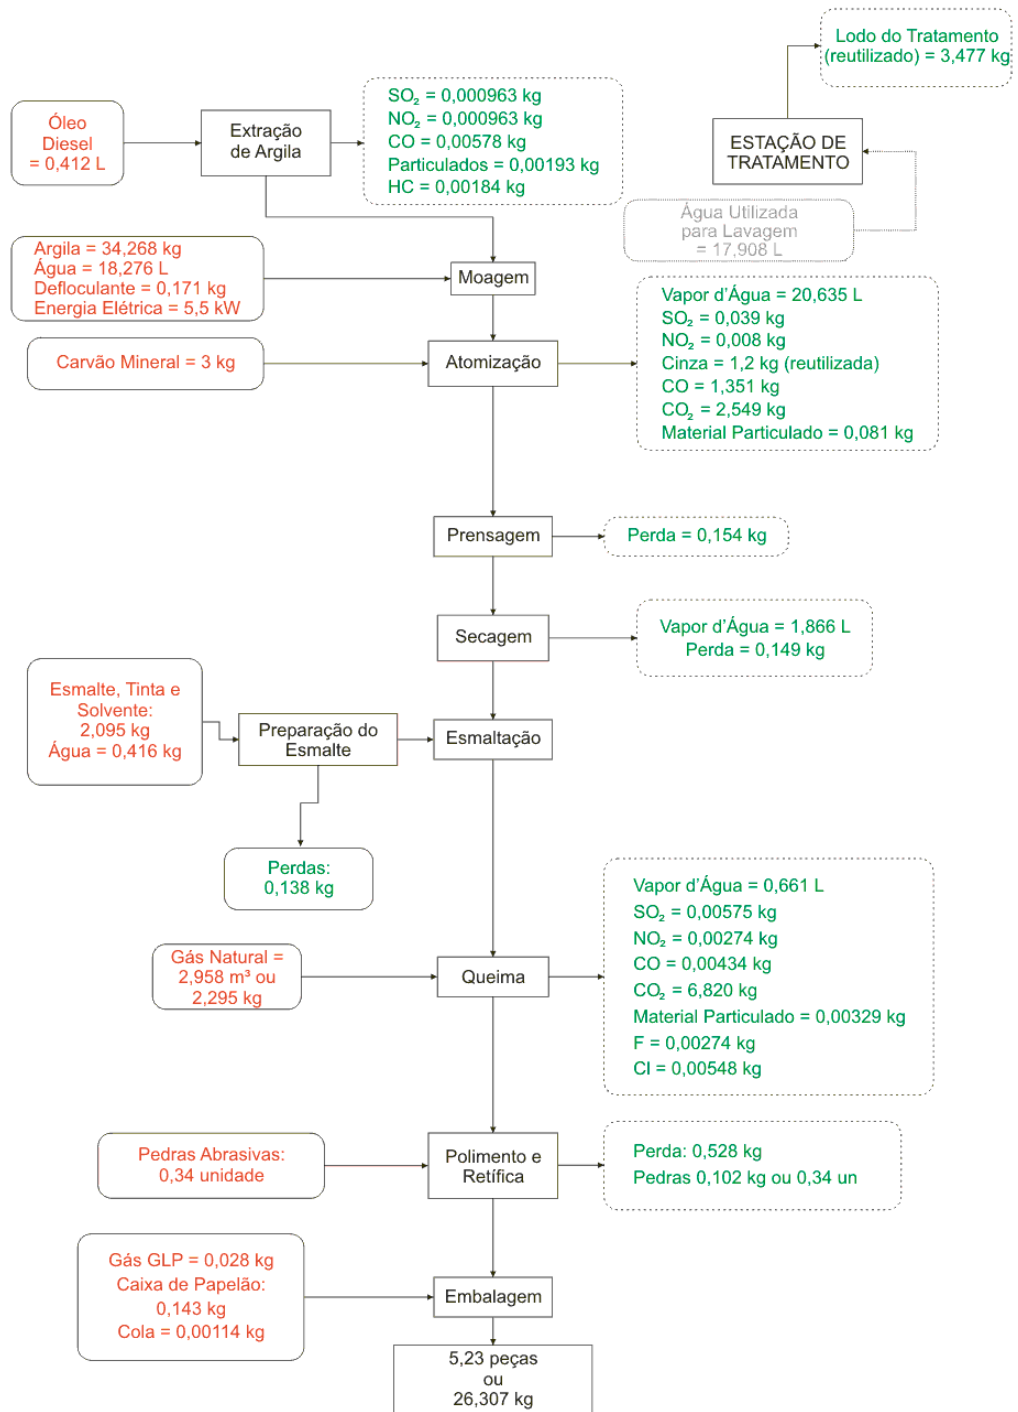 Lodo do Tratamento
(reutilizado) = 3,477 kg
Óleo
Diesel
= 0,412 L
Extração
de Argila
SO₂ = 0,000963 kg
NO₂ = 0,000963 kg
CO = 0,00578 kg
Particulados = 0,00193 kg
HC = 0,00184 kg
ESTAÇÃO DE
TRATAMENTO
Água Utilizada
para Lavagem
= 17,908 L
Argila = 34,268 kg
Água = 18,276 L
Defloculante = 0,171 kg
Energia Elétrica = 5,5 kW
Moagem
Carvão Mineral = 3 kg
Atomização
Vapor d'Água = 20,635 L
SO₂ = 0,039 kg
NO₂ = 0,008 kg
Cinza = 1,2 kg (reutilizada)
CO = 1,351 kg
CO₂ = 2,549 kg
Material Particulado = 0,081 kg
Prensagem
Perda = 0,154 kg
Secagem
Vapor d'Água = 1,866 L
Perda = 0,149 kg
Esmalte, Tinta e
Solvente:
2,095 kg
Água = 0,416 kg
Preparação do
Esmalte
Esmaltação
Perdas:
0,138 kg
Gás Natural =
2,958 m³ ou
2,295 kg
Queima
Vapor d'Água = 0,661 L
SO₂ = 0,00575 kg
NO₂ = 0,00274 kg
CO = 0,00434 kg
CO₂ = 6,820 kg
Material Particulado = 0,00329 kg
F = 0,00274 kg
Cl = 0,00548 kg
Pedras Abrasivas:
0,34 unidade
Polimento e
Retífica
Perda: 0,528 kg
Pedras 0,102 kg ou 0,34 un
Gás GLP = 0,028 kg
Caixa de Papelão:
0,143 kg
Cola = 0,00114 kg
Embalagem
5,23 peças
ou
26,307 kg